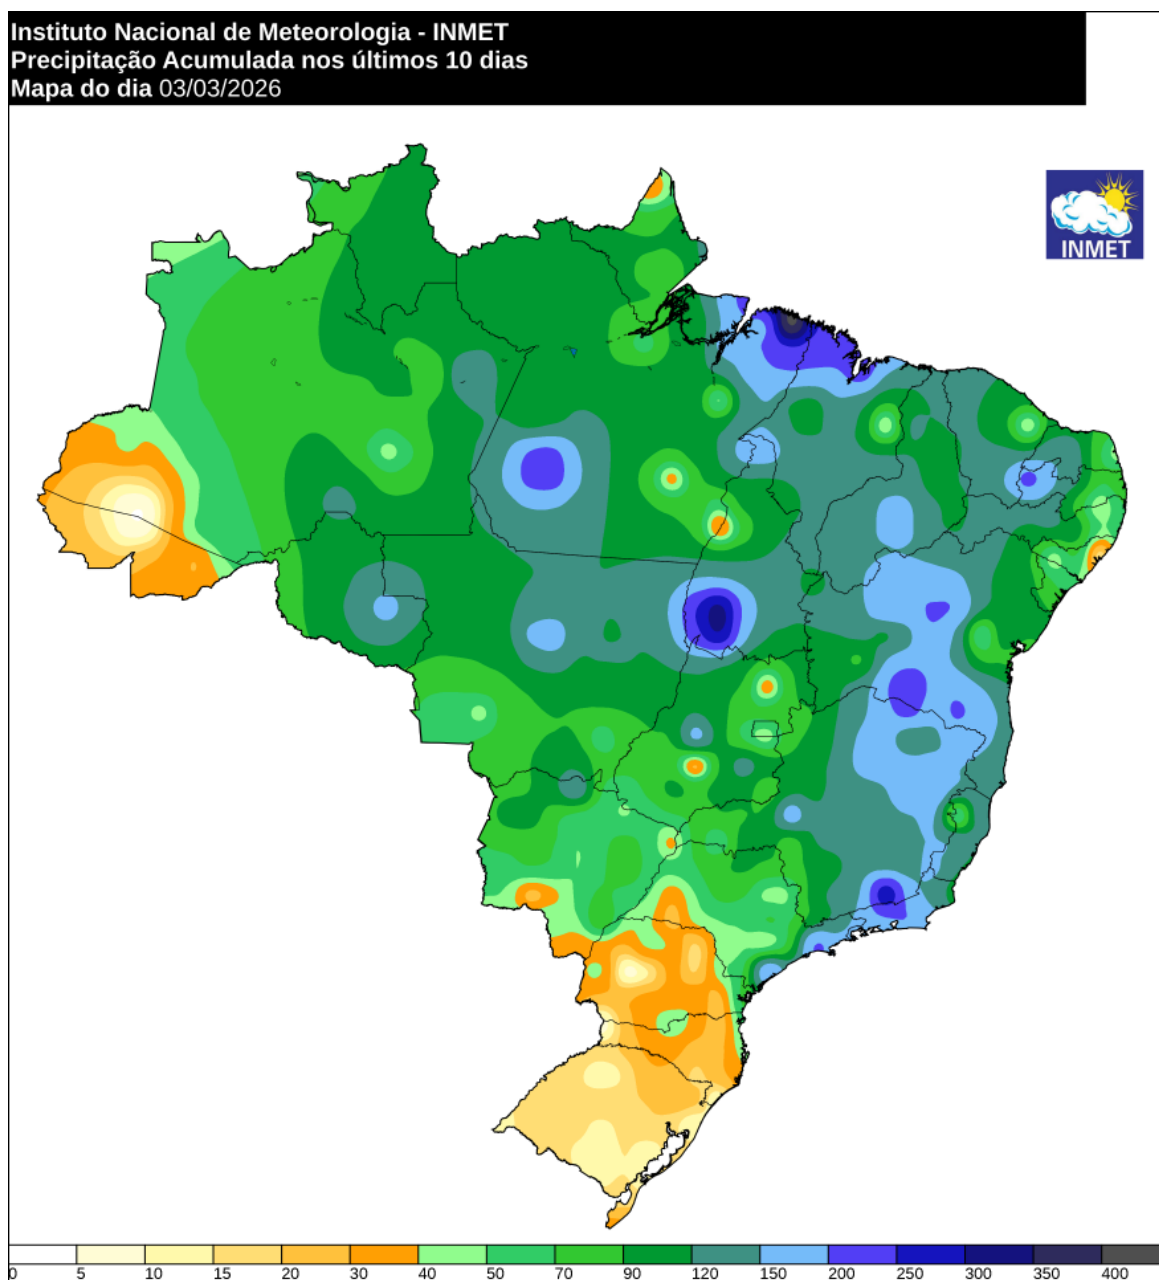 Instituto Nacional de Meteorologia - INMET
Precipitação Acumulada nos últimos 10 dias
Mapa do dia 03/03/2026
INMET
0 5 10 15 20 30 40 50 70 90 120 150 200 250 300 350 400